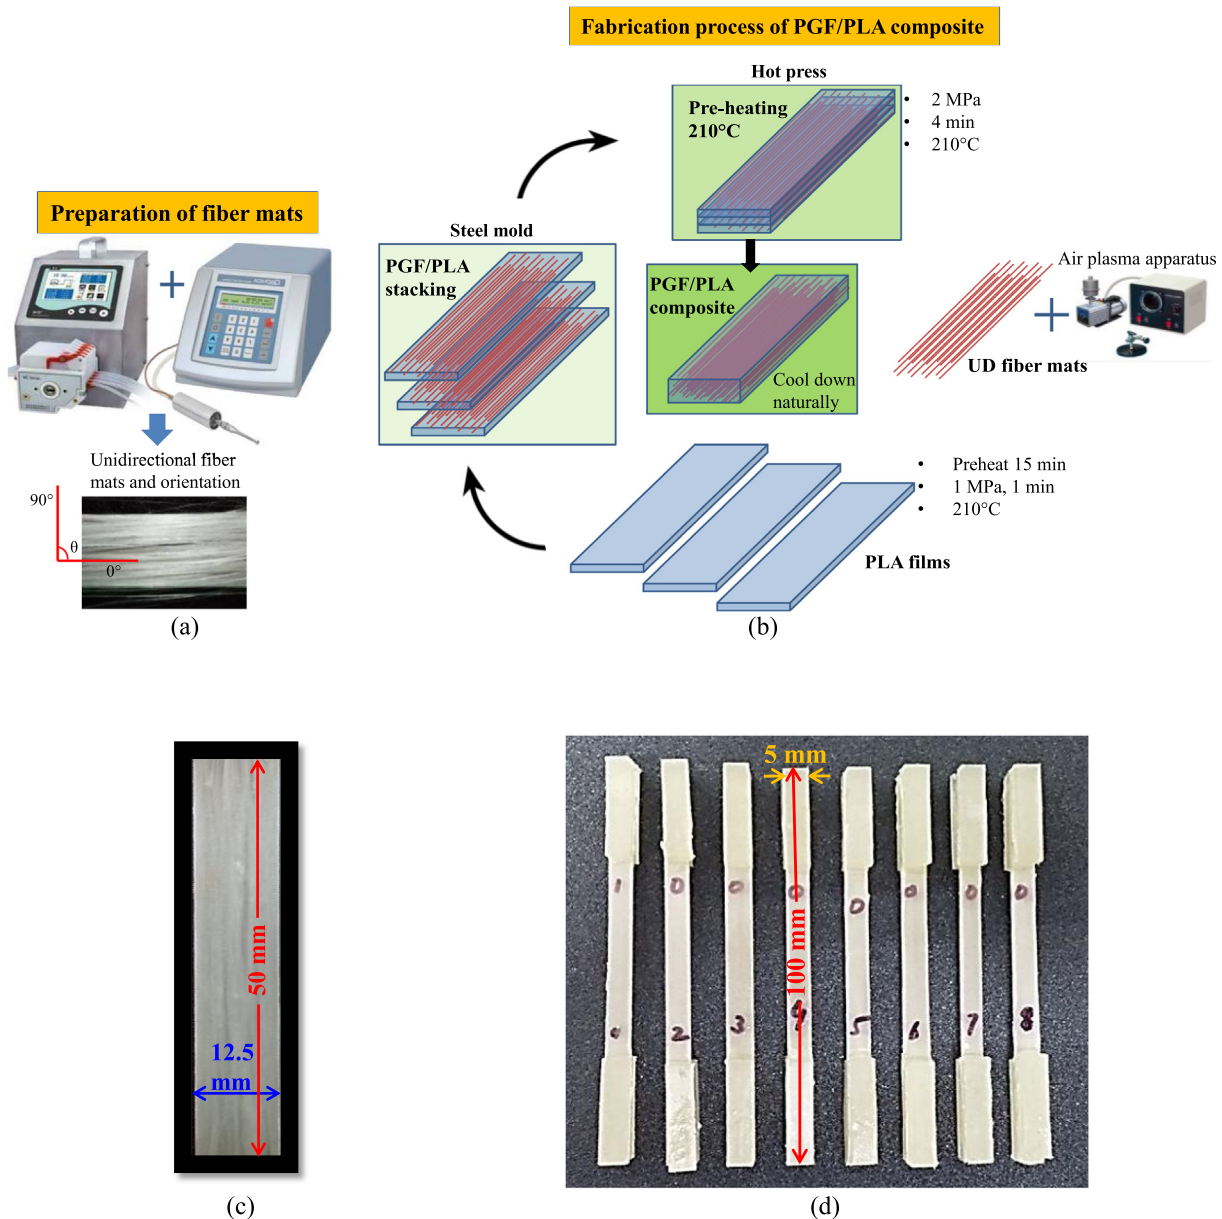 Fabrication process of PGF/PLA composite
Hot press
Pre-heating
210°C
• 2 MPa
• 4 min
• 210°C
Preparation of fiber mats
Steel mold
PGF/PLA
stacking
PGF/PLA
composite
Cool down
naturally
Air plasma apparatus
UD fiber mats
Unidirectional fiber
mats and orientation
90°
θ
0°
• Preheat 15 min
• 1 MPa, 1 min
• 210°C
PLA films
(a)
(b)
50 mm
12.5
mm
5 mm
100 mm
1 0 0 0 0 0 0 0
0 2 3 4 5 6 7 8
(c)
(d)